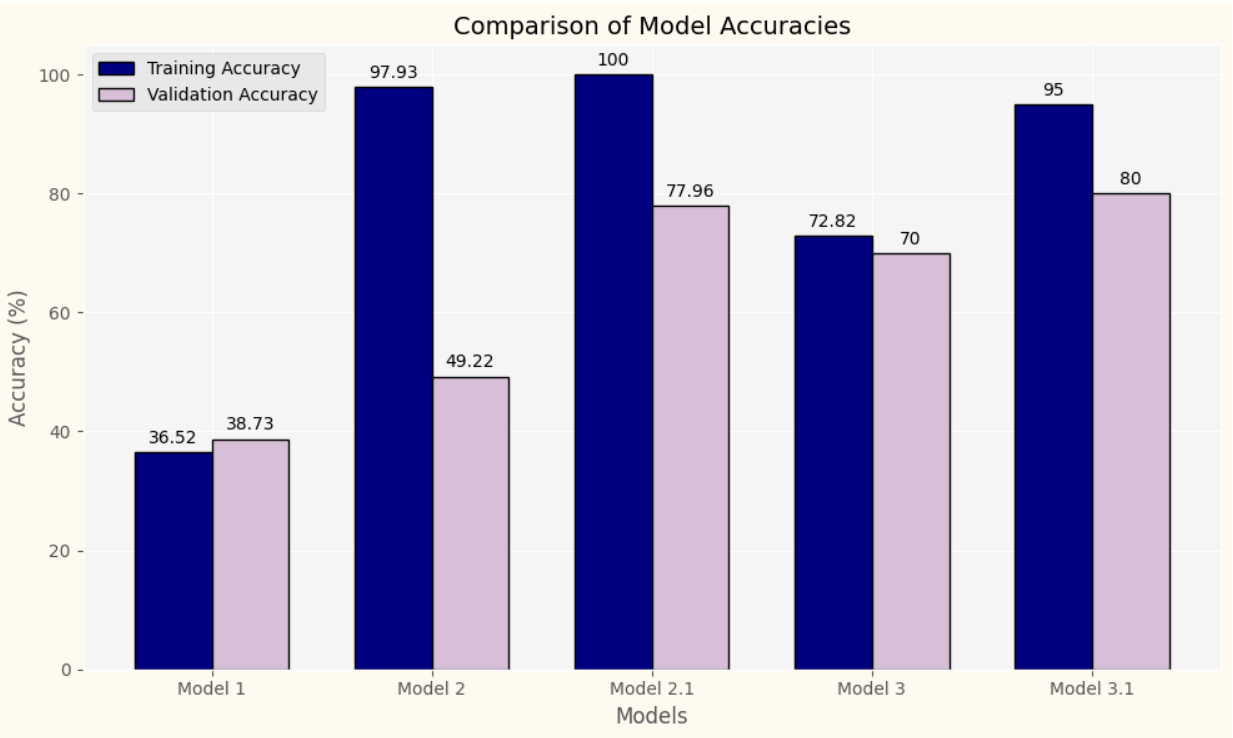 Comparison of Model Accuracies
Training Accuracy
Validation Accuracy
100
80
60
40
20
0
Accuracy (%)
36.52
38.73
97.93
49.22
100
77.96
72.82
70
95
80
Model 1
Model 2
Model 2.1
Model 3
Model 3.1
Models